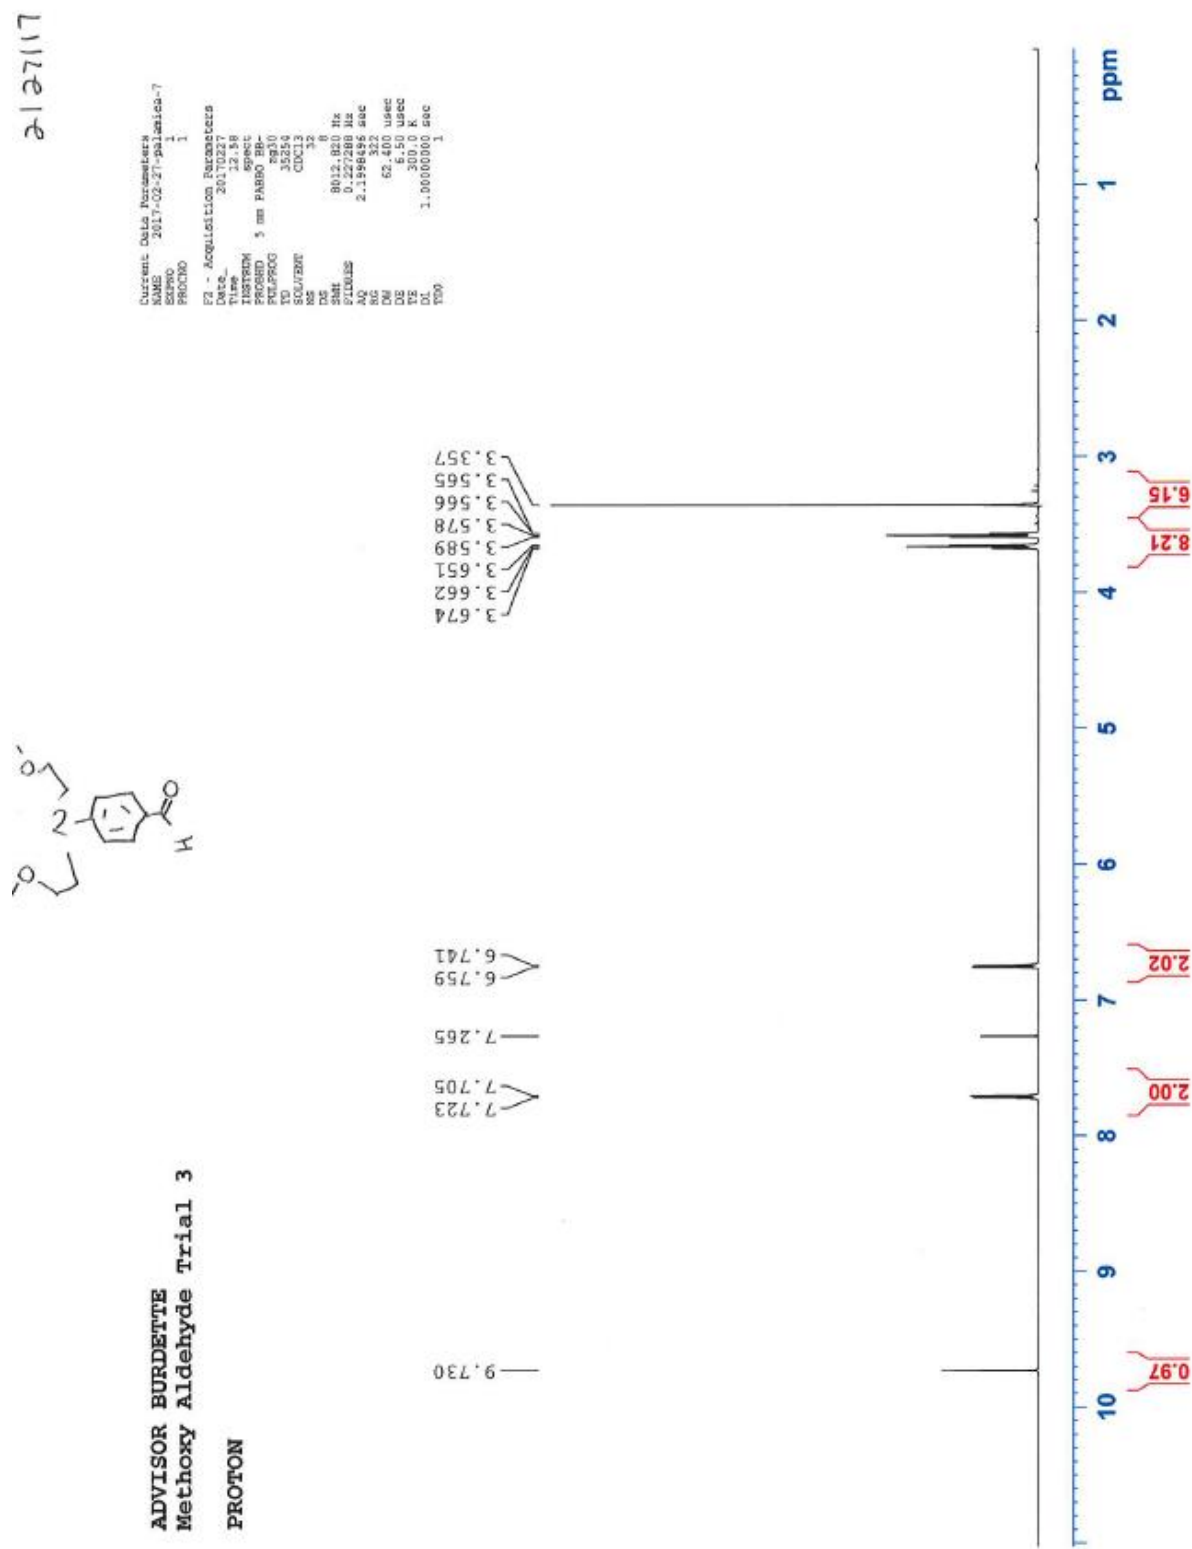 2/27/17
ADVISOR BURDETTE
Methoxy Aldehyde Trial 3
PROTON
Current Data Parameters
NAME 2017-02-27-palamiea-7
EXPNO 1
PROCNO 1
F2 - Acquisition Parameters
Date_ 20170227
Time 12.58
INSTRUM spect
PROBHD 5 mm PABBO BB-
PULPROG zg30
TD 35254
SOLVENT CDCl3
NS 32
DS 8
SWH 8012.820 Hz
FIDRES 0.227288 Hz
AQ 2.1998496 sec
RG 322
DW 62.400 usec
DE 6.50 usec
TE 300.0 K
D1 1.00000000 sec
TD0 1
O
O
N
O
H
9.730
7.723
7.705
7.265
6.759
6.741
3.674
3.662
3.651
3.589
3.578
3.566
3.565
3.357
10 9 8 7 6 5 4 3 2 1 ppm
0.97
2.00
2.02
8.21
6.15